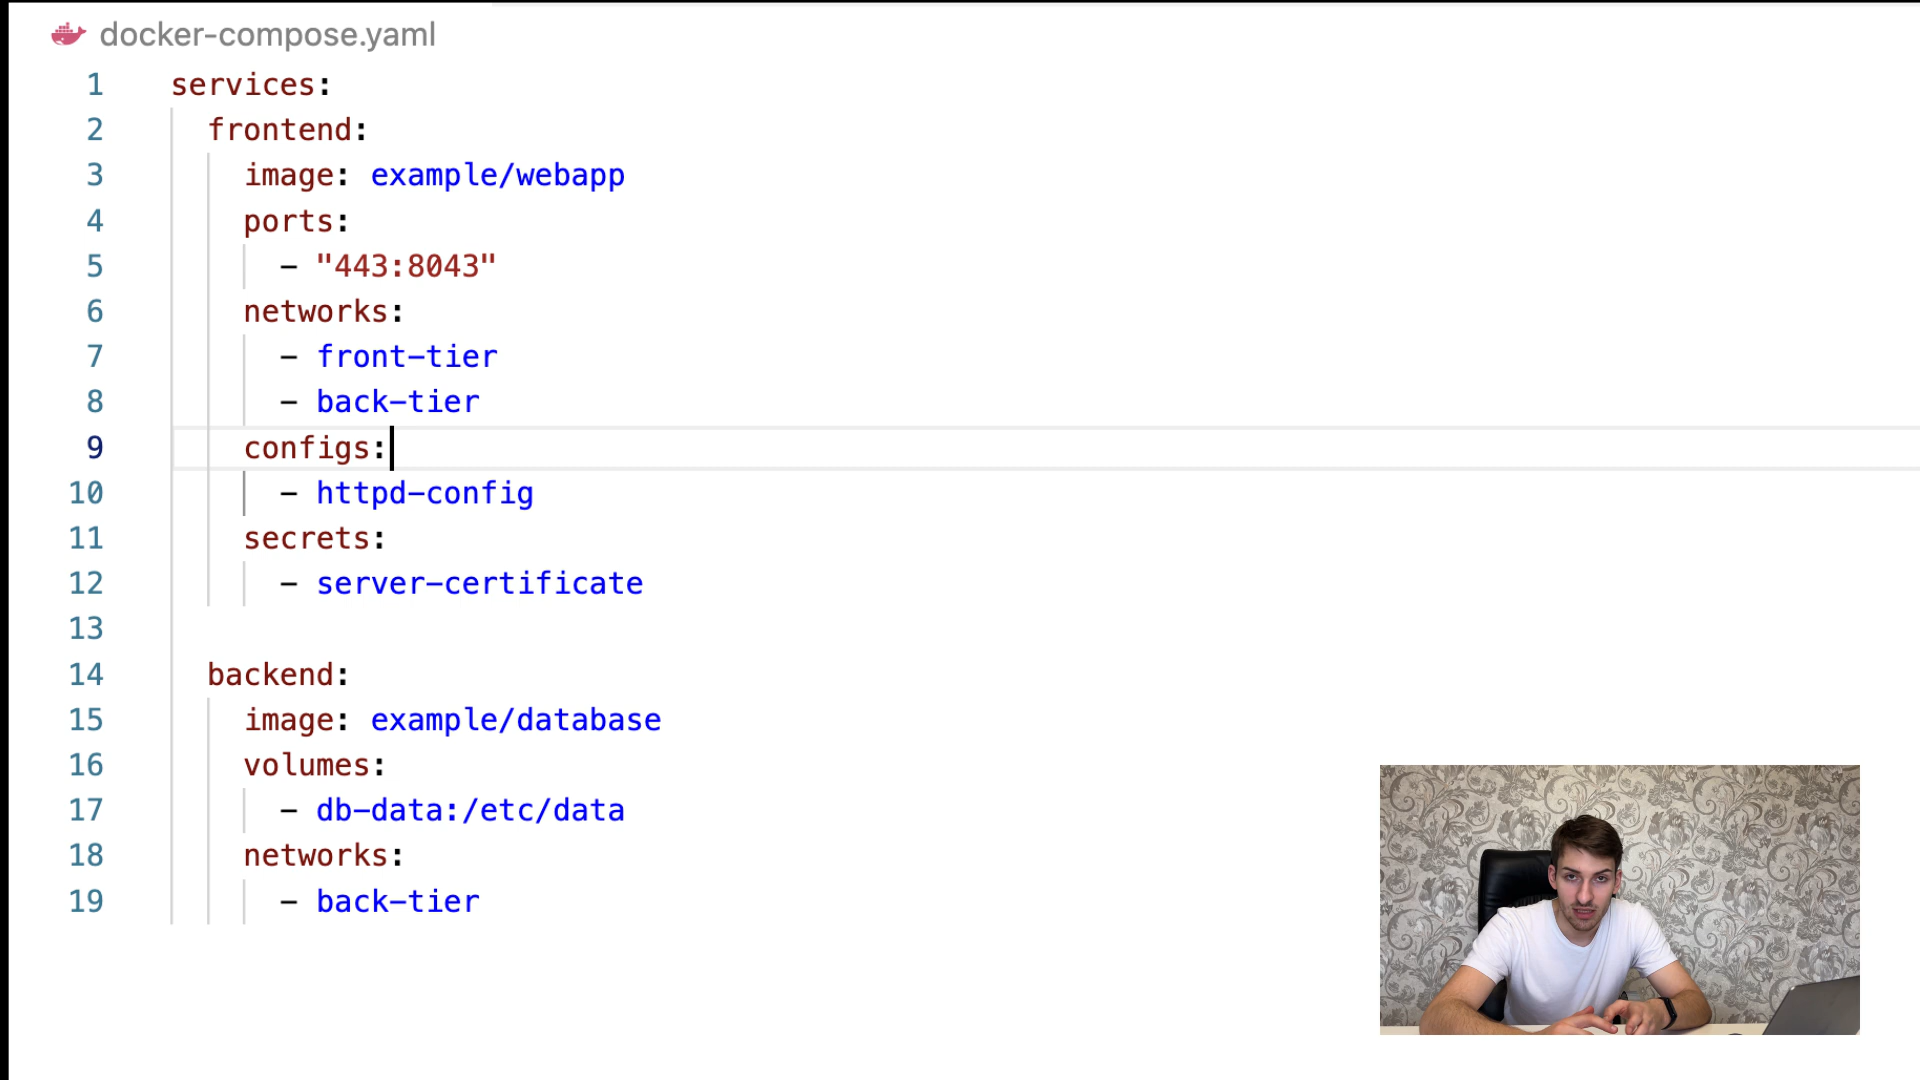 docker-compose.yaml
1 services:
2 frontend:
3 image: example/webapp
4 ports:
5 - "443:8043"
6 networks:
7 - front-tier
8 - back-tier
9 configs:
10 - httpd-config
11 secrets:
12 - server-certificate
13
14 backend:
15 image: example/database
16 volumes:
17 - db-data:/etc/data
18 networks:
19 - back-tier